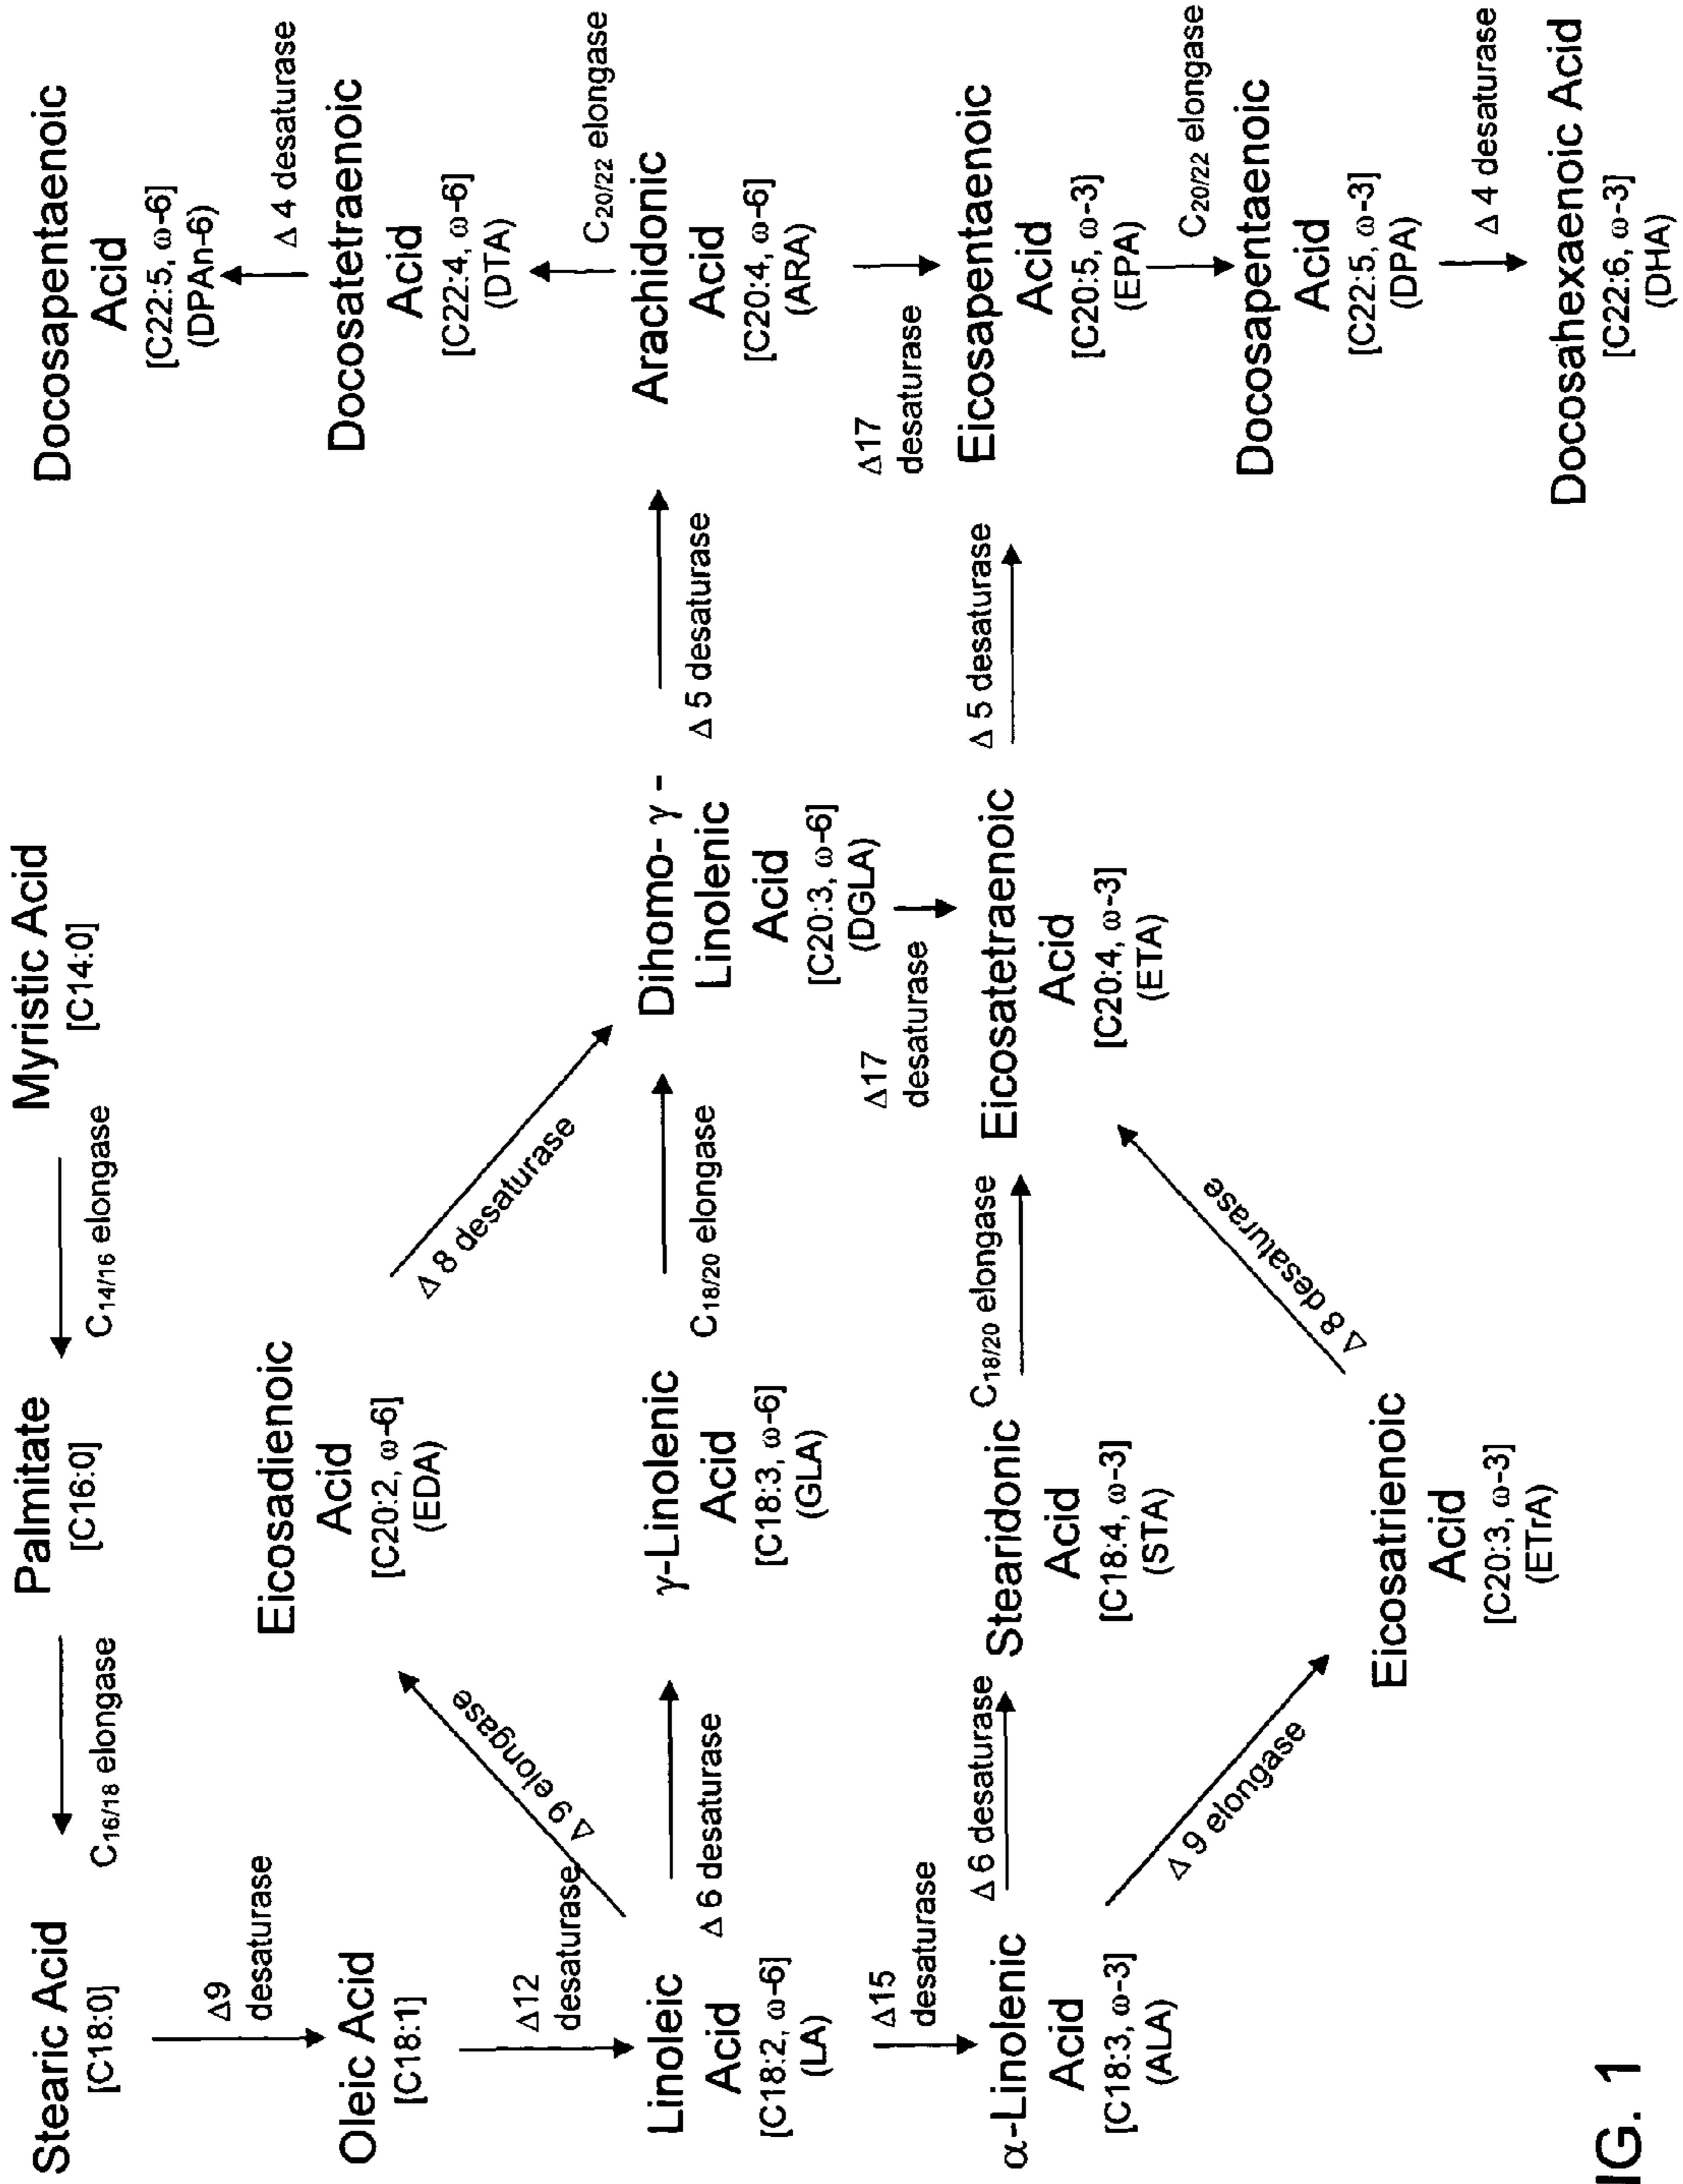 Stearic Acid
[C18:0]
C16/18 elongase
Palmitate
[C16:0]
C14/16 elongase
Myristic Acid
[C14:0]
Δ9
desaturase
Oleic Acid
[C18:1]
Δ12
desaturase
Δ 9 elongase
Eicosadienoic
Acid
[C20:2, ω-6]
(EDA)
Δ 8 desaturase
Linoleic
Acid
[C18:2, ω-6]
(LA)
Δ 6 desaturase
γ-Linolenic
Acid
[C18:3, ω-6]
(GLA)
C18/20 elongase
Dihomo- γ -
Linolenic
Acid
[C20:3, ω-6]
(DGLA)
Δ 5 desaturase
Docosapentaenoic
Acid
[C22:5, ω-6]
(DPAn-6)
Δ 4 desaturase
Docosatetraenoic
Acid
[C22:4, ω-6]
(DTA)
C20/22 elongase
Arachidonic
Acid
[C20:4, ω-6]
(ARA)
Δ15
desaturase
Δ17
desaturase
Δ17
desaturase
α-Linolenic
Acid
[C18:3, ω-3]
(ALA)
Δ 6 desaturase
Stearidonic
Acid
[C18:4, ω-3]
(STA)
C18/20 elongase
Eicosatetraenoic
Acid
[C20:4, ω-3]
(ETA)
Δ 5 desaturase
Eicosapentaenoic
Acid
[C20:5, ω-3]
(EPA)
Δ 9 elongase
Eicosatrienoic
Acid
[C20:3, ω-3]
(ETrA)
Δ 8 desaturase
C20/22 elongase
Docosapentaenoic
Acid
[C22:5, ω-3]
(DPA)
Δ 4 desaturase
Docosahexaenoic Acid
[C22:6, ω-3]
(DHA)
IG. 1